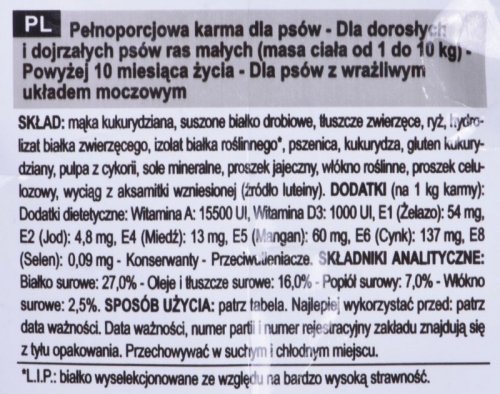 PL Pełnoporcjowa karma dla psów - Dla dorosłych
i dojrzałych psów ras małych (masa ciała od 1 do 10 kg) -
Powyżej 10 miesiąca życia - Dla psów z wrażliwym
układem moczowym
SKŁAD: mąka kukurydziana, suszone białko drobiowe, tłuszcze zwierzęce, ryż, hydro-
lizat białka zwierzęcego, izolat białka roślinnego*, pszenica, kukurydza, gluten kukury-
dziany, pulpa z cykorii, sole mineralne, proszek jajeczny, włókno roślinne, proszek celu-
lozowy, wyciąg z aksamitki wzniesionej (źródło luteiny). DODATKI (na 1 kg karmy):
Dodatki dietetyczne: Witamina A: 15500 UI, Witamina D3: 1000 UI, E1 (Żelazo): 54 mg,
E2 (Jod): 4,8 mg, E4 (Miedź): 13 mg, E5 (Mangan): 60 mg, E6 (Cynk): 137 mg, E8
(Selen): 0,09 mg - Konserwanty - Przeciwutleniacze. SKŁADNIKI ANALITYCZNE:
Białko surowe: 27,0% - Oleje i tłuszcze surowe: 16,0% - Popiół surowy: 7,0% - Włókno
surowe: 2,5%. SPOSÓB UŻYCIA: patrz tabela. Najlepiej wykorzystać przed: patrz
data ważności. Data ważności, numer partii i numer rejestracyjny zakładu znajdują się
z tyłu opakowania. Przechowywać w suchym i chłodnym miejscu.
*L.I.P.: białko wyselekcjonowane ze względu na bardzo wysoką strawność.